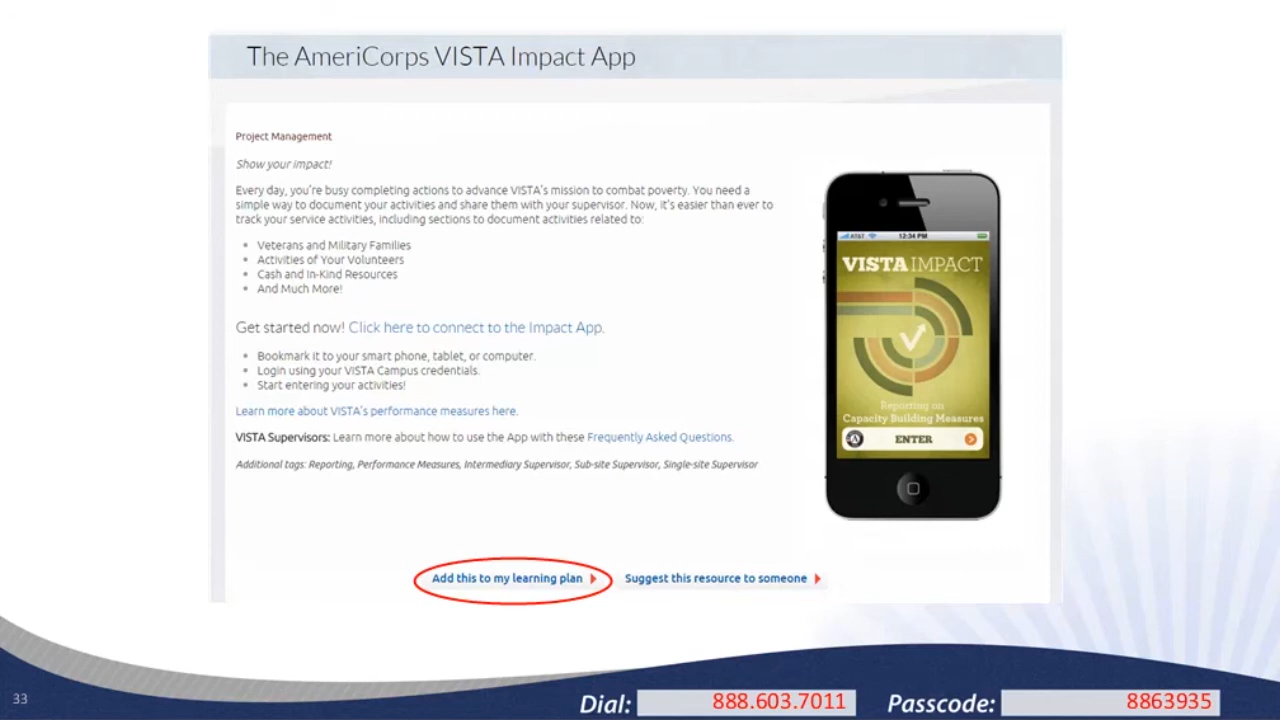 The AmeriCorps VISTA Impact App
Project Management
Show your impact!
Every day, you're busy completing actions to advance VISTA's mission to combat poverty. You need a
simple way to document your activities and share them with your supervisor. Now, it's easier than ever to
track your service activities, including sections to document activities related to:
Veterans and Military Families
Activities of Your Volunteers
Cash and In-Kind Resources
And Much More!
Get started now! Click here to connect to the Impact App.
Bookmark it to your smart phone, tablet, or computer.
Login using your VISTA Campus credentials.
Start entering your activities!
Learn more about VISTA's performance measures here.
VISTA Supervisors: Learn more about how to use the App with these Frequently Asked Questions.
Additional tags: Reporting, Performance Measures, Intermediary Supervisor, Sub-site Supervisor, Single-site Supervisor
AT&T 12:34 PM
VISTA IMPACT
Reporting on
Capacity Building Measures
ENTER
Add this to my learning plan
Suggest this resource to someone
33
Dial: 888.603.7011 Passcode: 8863935